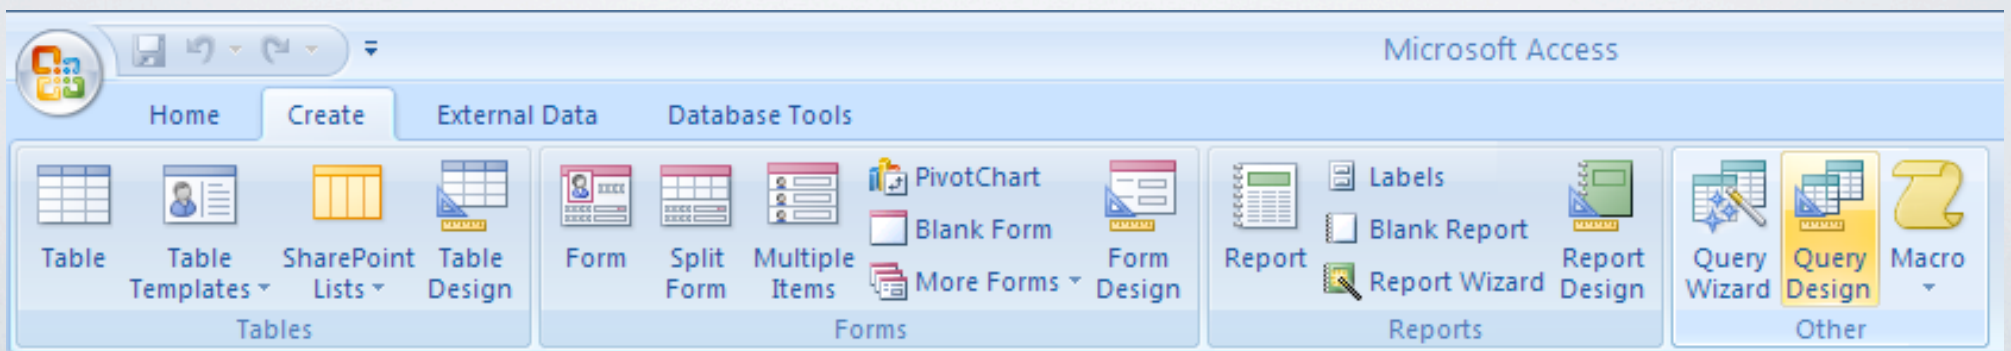 Microsoft Access
Home Create External Data Database Tools
Table
Table Templates
SharePoint Lists
Table Design
Tables
Form
Split Form
Multiple Items
PivotChart
Blank Form
More Forms
Form Design
Forms
Report
Labels
Blank Report
Report Wizard
Report Design
Reports
Query Wizard
Query Design
Macro
Other